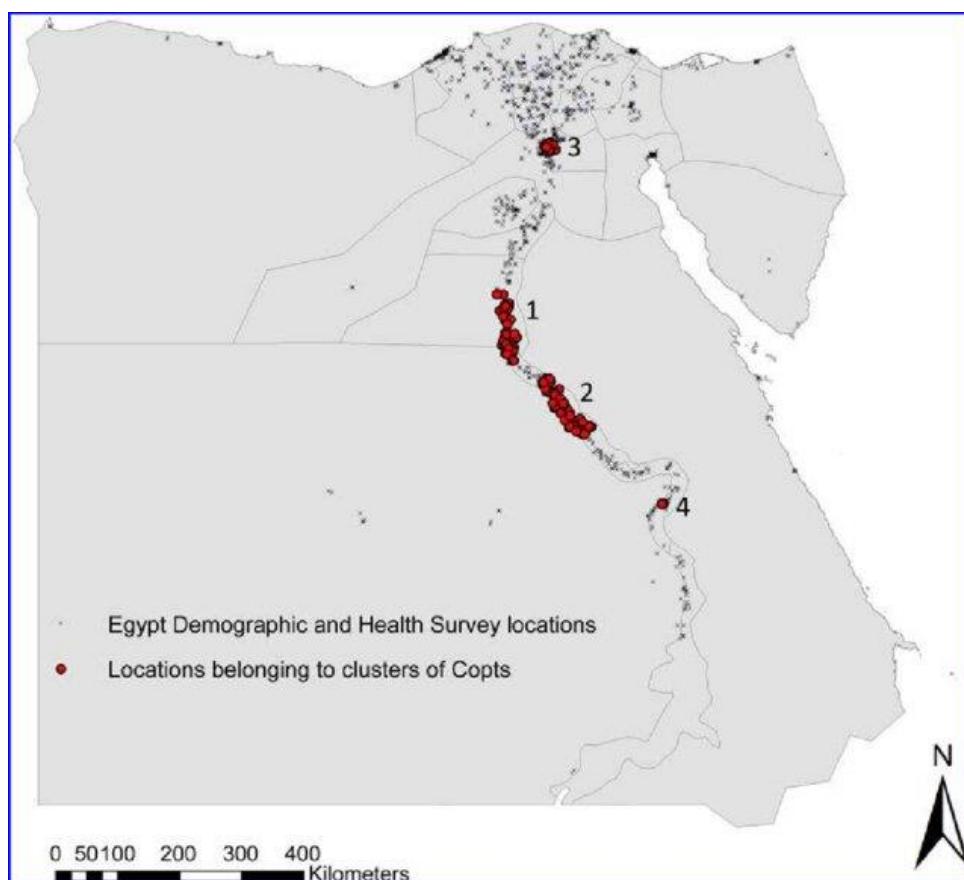 3
1
2
4
Egypt Demographic and Health Survey locations
Locations belonging to clusters of Copts
N
0 50100 200 300 400
Kilometers